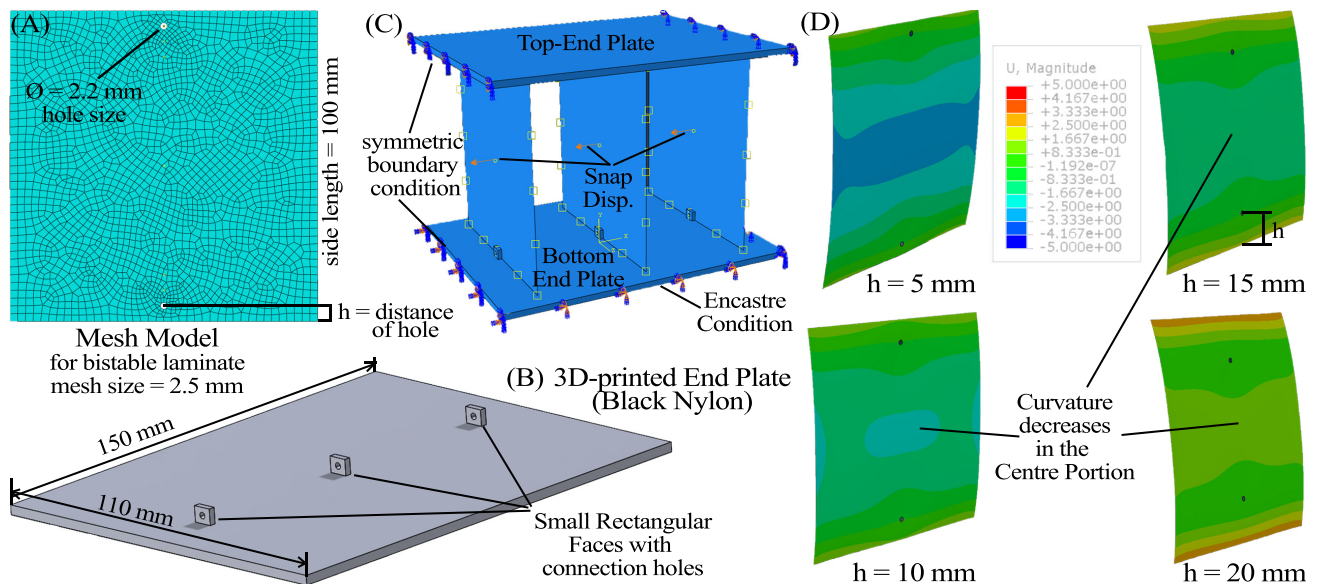 (A)
Ø = 2.2 mm
hole size
side length = 100 mm
h = distance
of hole
Mesh Model
for bistable laminate
mesh size = 2.5 mm
(B) 3D-printed End Plate
(Black Nylon)
150 mm
110 mm
Small Rectangular
Faces with
connection holes
(C)
Top-End Plate
symmetric
boundary
condition
Snap
Disp.
Bottom
End Plate
Encastre
Condition
(D)
U, Magnitude
+5.000e+00
+4.167e+00
+3.333e+00
+2.500e+00
+1.667e+00
+8.333e-01
-1.192e-07
-8.333e-01
-1.667e+00
-2.500e+00
-3.333e+00
-4.167e+00
-5.000e+00
h
h = 5 mm
h = 15 mm
Curvature
decreases
in the
Centre Portion
h = 10 mm
h = 20 mm